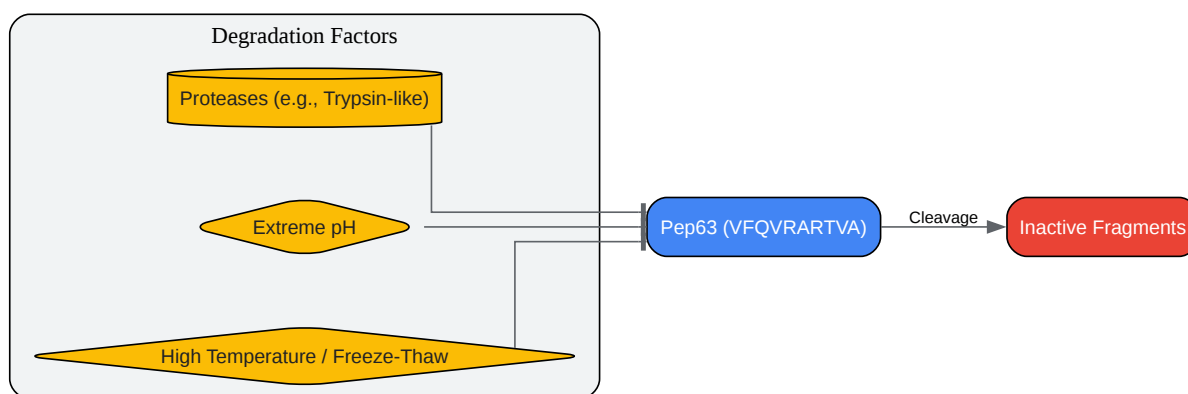 Degradation Factors
Proteases (e.g., Trypsin-like)
Extreme pH
High Temperature / Freeze-Thaw
Pep63 (VFQVRARTVA)
Cleavage
Inactive Fragments